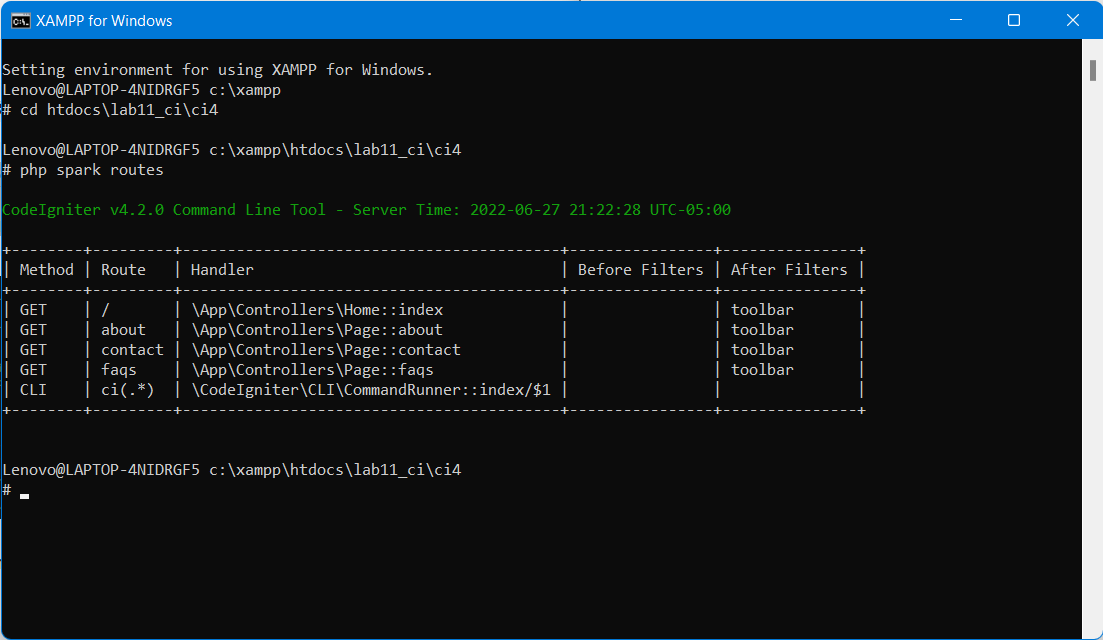 XAMPP for Windows
Setting environment for using XAMPP for Windows.
Lenovo@LAPTOP-4NIDRGF5 c:\xampp
# cd htdocs\lab11_ci\ci4
Lenovo@LAPTOP-4NIDRGF5 c:\xampp\htdocs\lab11_ci\ci4
# php spark routes
CodeIgniter v4.2.0 Command Line Tool - Server Time: 2022-06-27 21:22:28 UTC-05:00
+--------+---------+------------------------------------------+----------------+---------------+
| Method | Route   | Handler                                  | Before Filters | After Filters |
+--------+---------+------------------------------------------+----------------+---------------+
| GET    | /       | \App\Controllers\Home::index             |                | toolbar       |
| GET    | about   | \App\Controllers\Page::about             |                | toolbar       |
| GET    | contact | \App\Controllers\Page::contact           |                | toolbar       |
| GET    | faqs    | \App\Controllers\Page::faqs              |                | toolbar       |
| CLI    | ci(.*)  | \CodeIgniter\CLI\CommandRunner::index/$1 |                |               |
+--------+---------+------------------------------------------+----------------+---------------+
Lenovo@LAPTOP-4NIDRGF5 c:\xampp\htdocs\lab11_ci\ci4
#